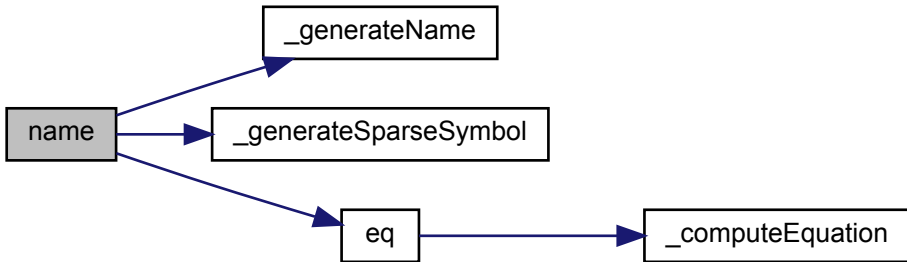 _generateName
name
_generateSparseSymbol
eq
_computeEquation